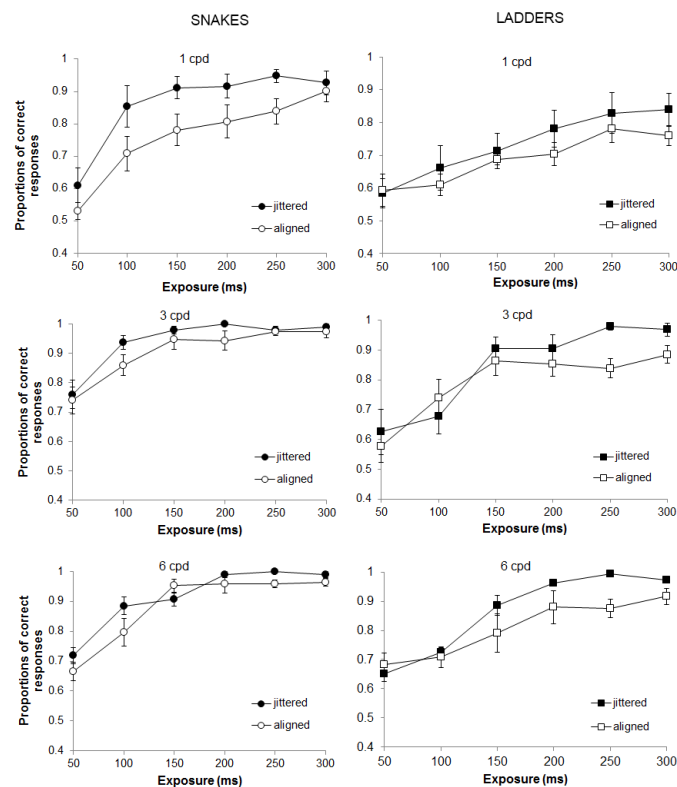 SNAKES
LADDERS
1 cpd
Proportions of correct
responses
1
0.9
0.8
0.7
0.6
0.5
0.4
jittered
aligned
50 100 150 200 250 300
Exposure (ms)
1 cpd
1
0.9
0.8
0.7
0.6
0.5
0.4
jittered
aligned
50 100 150 200 250 300
Exposure (ms)
3 cpd
Proportions of correct
responses
1
0.9
0.8
0.7
0.6
0.5
0.4
jittered
aligned
50 100 150 200 250 300
Exposure (ms)
3 cpd
1
0.9
0.8
0.7
0.6
0.5
0.4
jittered
aligned
50 100 150 200 250 300
Exposure (ms)
6 cpd
Proportions of correct
responses
1
0.9
0.8
0.7
0.6
0.5
0.4
jittered
aligned
50 100 150 200 250 300
Exposure (ms)
6 cpd
1
0.9
0.8
0.7
0.6
0.5
0.4
jittered
aligned
50 100 150 200 250 300
Exposure (ms)